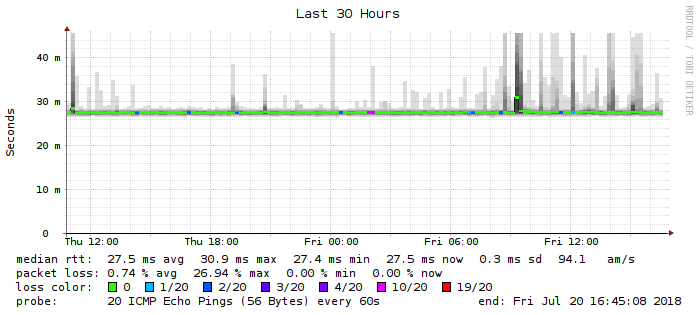 Last 30 Hours
RRDTOOL / TOBI OETIKER
Seconds
40 m
30 m
20 m
10 m
0
Thu 12:00 Thu 18:00 Fri 00:00 Fri 06:00 Fri 12:00
median rtt: 27.5 ms avg 30.9 ms max 27.4 ms min 27.5 ms now 0.3 ms sd 94.1 am/s
packet loss: 0.74 % avg 26.94 % max 0.00 % min 0.00 % now
loss color: 0 1/20 2/20 3/20 4/20 10/20 19/20
probe: 20 ICMP Echo Pings (56 Bytes) every 60s end: Fri Jul 20 16:45:08 2018